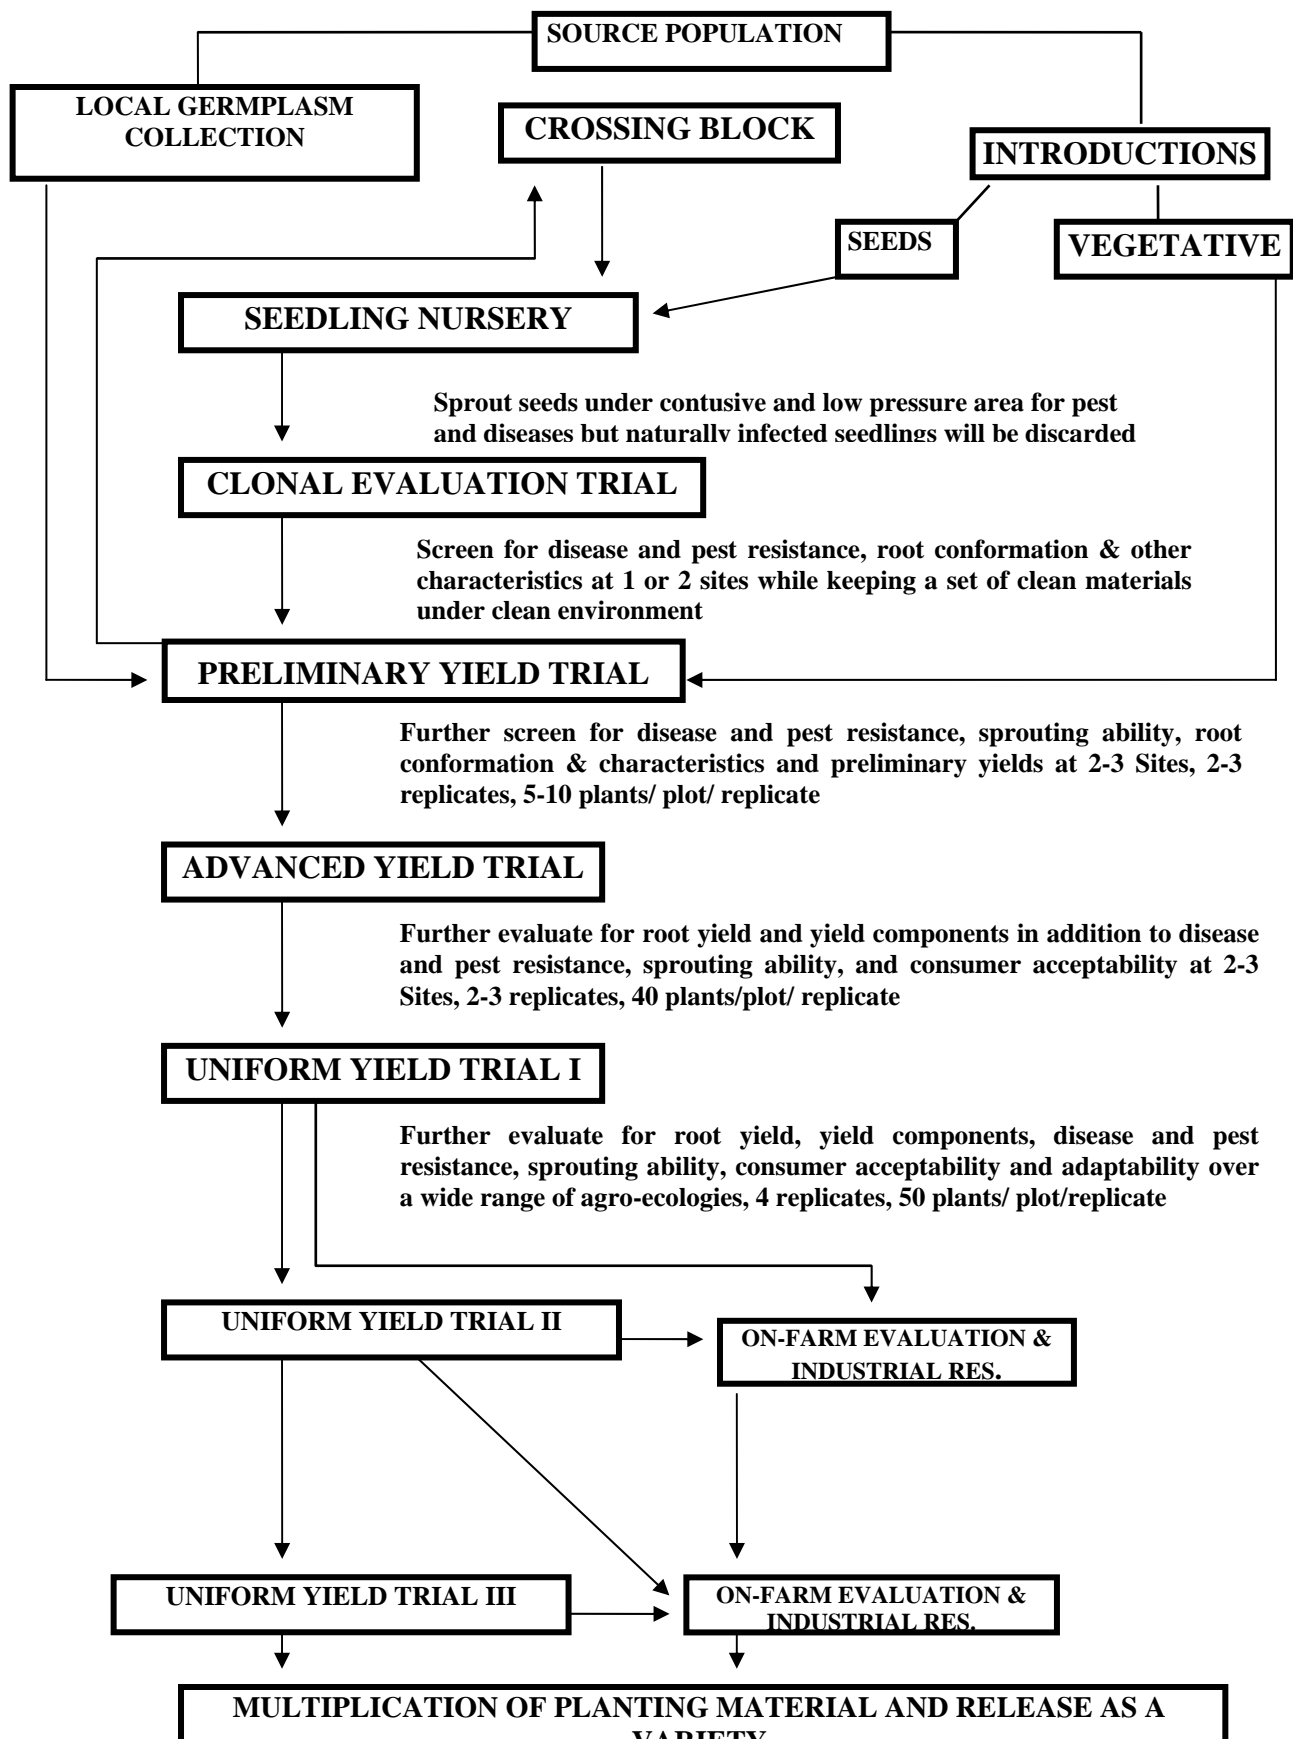 SOURCE POPULATION
LOCAL GERMPLASM
COLLECTION
CROSSING BLOCK
INTRODUCTIONS
SEEDS
VEGETATIVE
SEEDLING NURSERY
Sprout seeds under contusive and low pressure area for pest
and diseases but naturally infected seedlings will be discarded
CLONAL EVALUATION TRIAL
Screen for disease and pest resistance, root conformation & other
characteristics at 1 or 2 sites while keeping a set of clean materials
under clean environment
PRELIMINARY YIELD TRIAL
Further screen for disease and pest resistance, sprouting ability, root
conformation & characteristics and preliminary yields at 2-3 Sites, 2-3
replicates, 5-10 plants/ plot/ replicate
ADVANCED YIELD TRIAL
Further evaluate for root yield and yield components in addition to disease
and pest resistance, sprouting ability, and consumer acceptability at 2-3
Sites, 2-3 replicates, 40 plants/plot/ replicate
UNIFORM YIELD TRIAL I
Further evaluate for root yield, yield components, disease and pest
resistance, sprouting ability, consumer acceptability and adaptability over
a wide range of agro-ecologies, 4 replicates, 50 plants/ plot/replicate
UNIFORM YIELD TRIAL II
ON-FARM EVALUATION &
INDUSTRIAL RES.
UNIFORM YIELD TRIAL III
ON-FARM EVALUATION &
INDUSTRIAL RES.
MULTIPLICATION OF PLANTING MATERIAL AND RELEASE AS A
VARIETY